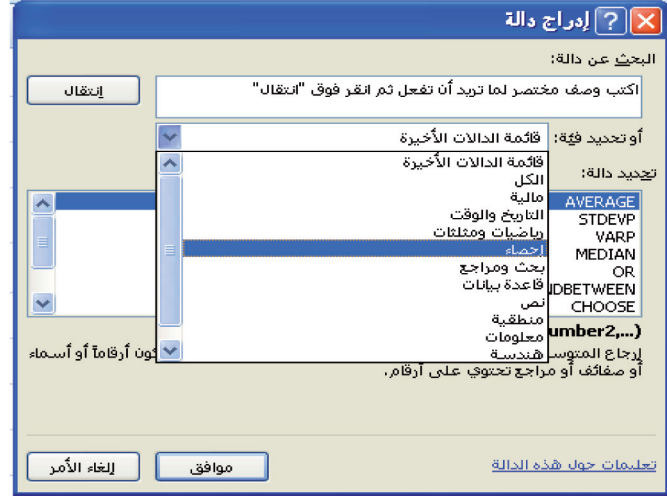 إدراج دالة
البحث عن دالة:
اكتب وصف مختصر لما تريد أن تفعل ثم انقر فوق "انتقال"
إنتقال
أو تحديد فئة: قائمة الدالات الأخيرة
قائمة الدالات الأخيرة
الكل
مالية
التاريخ والوقت
رياضيات ومثلثات
إحصاء
بحث ومراجع
قاعدة بيانات
نص
منطقية
معلومات
هندسة
تحديد دالة:
AVERAGE
STDEVP
VARP
MEDIAN
OR
NDBETWEEN
CHOOSE
umber2,...)
إرجاع المتوس كون أرقاماً أو أسماء
أو صفائف أو مراجع تحتوي على أرقام.
تعليمات حول هذه الدالة
موافق
إلغاء الأمر